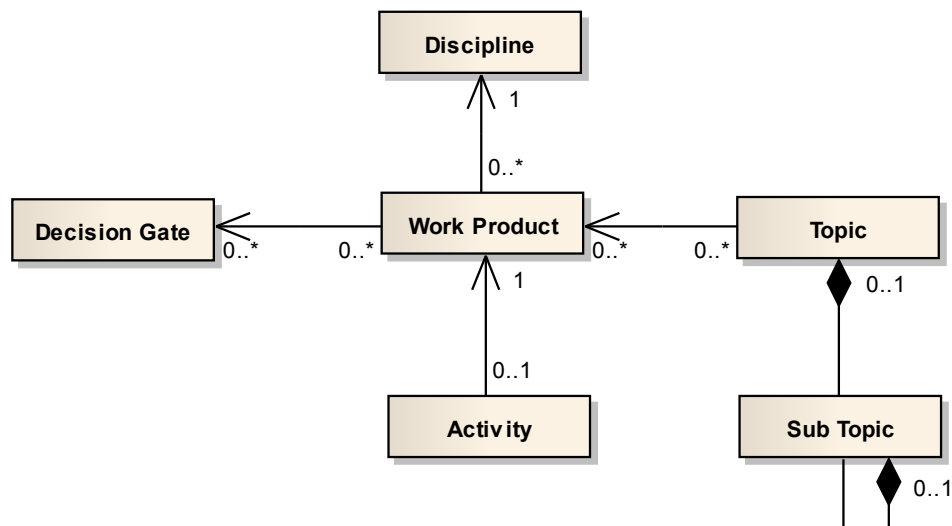 Discipline
1
0..*
Decision Gate
Work Product
Topic
0..*
0..*
0..*
0..*
1
0..1
0..1
Activity
Sub Topic
0..1